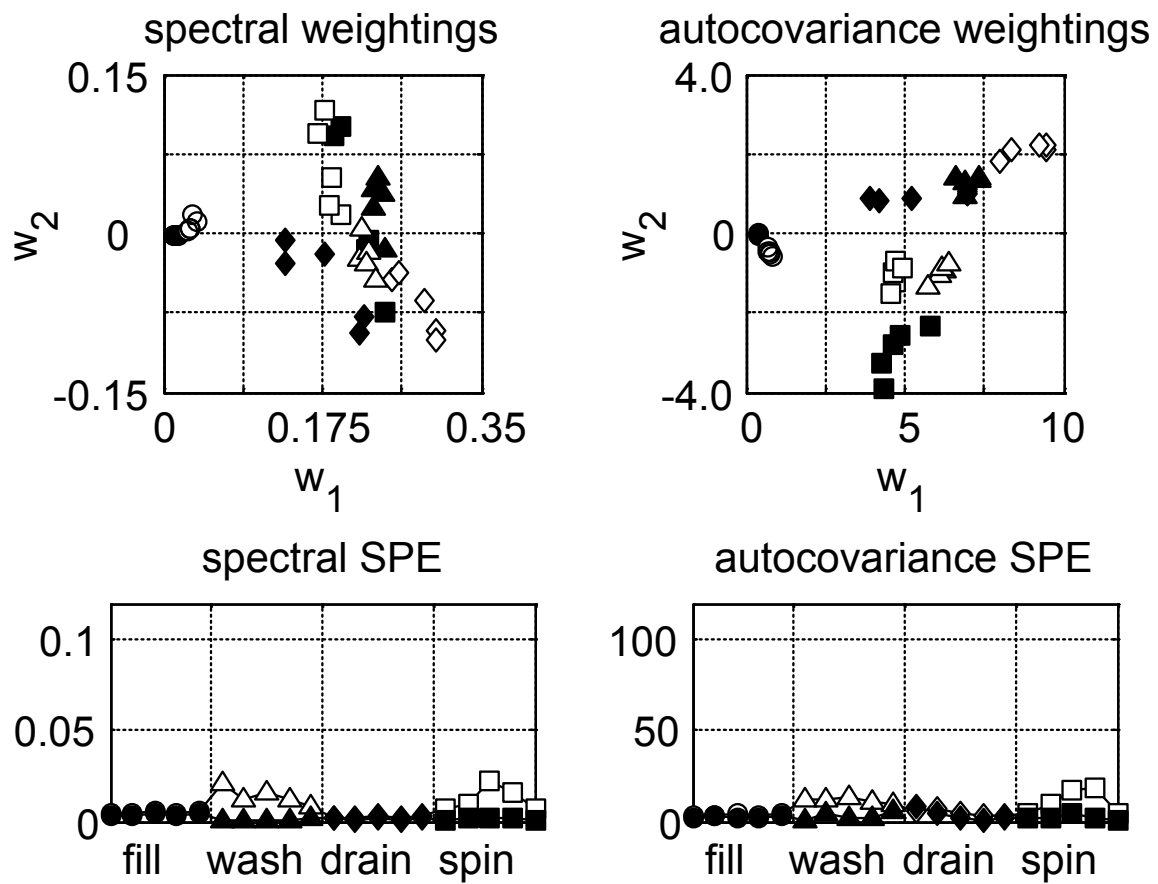 spectral weightings
0.15
w2
0
-0.15
0 0.175 0.35
w1
autocovariance weightings
4.0
w2
0
-4.0
0 5 10
w1
spectral SPE
0.1
0.05
0
fill wash drain spin
autocovariance SPE
100
50
0
fill wash drain spin